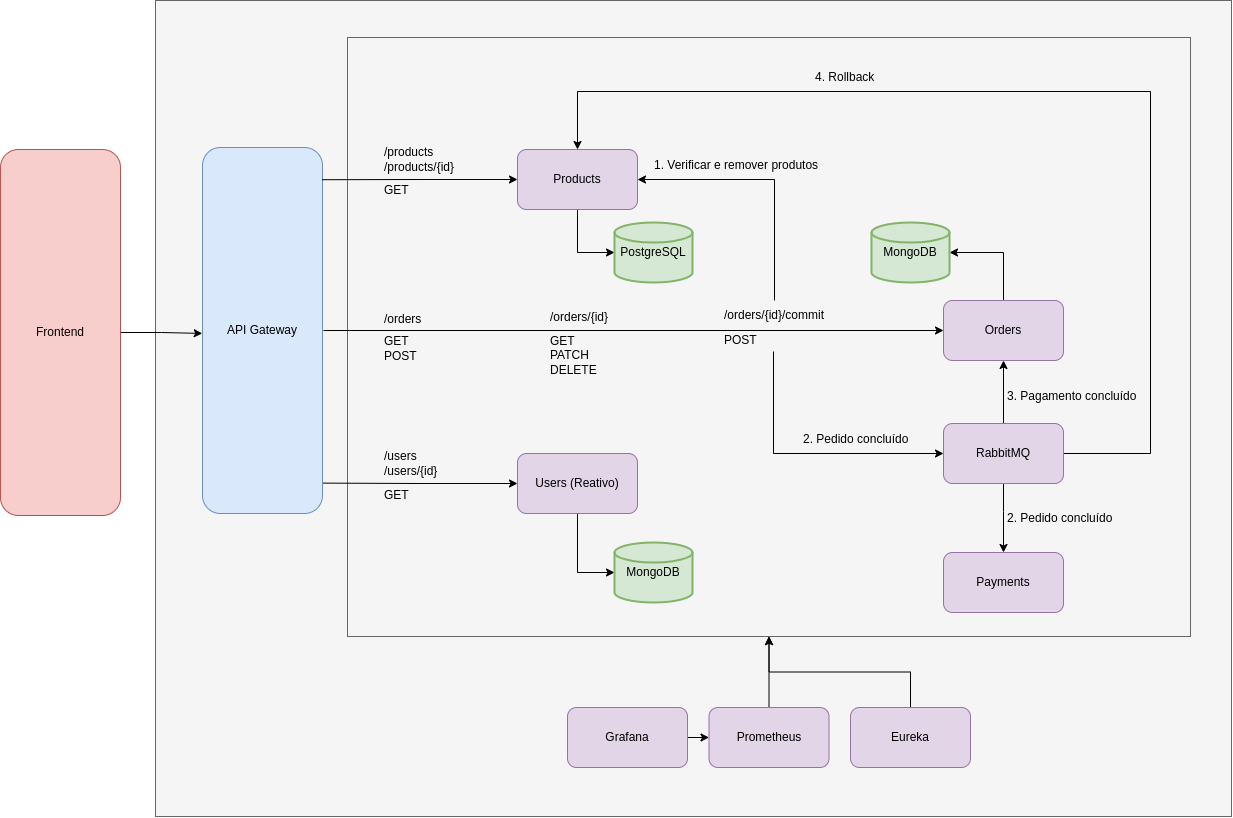 4. Rollback
/products
/products/{id}
GET
Products
1. Verificar e remover produtos
PostgreSQL
MongoDB
Frontend
API Gateway
/orders
GET
POST
/orders/{id}
GET
PATCH
DELETE
/orders/{id}/commit
POST
Orders
3. Pagamento concluído
2. Pedido concluído
RabbitMQ
/users
/users/{id}
GET
Users (Reativo)
2. Pedido concluído
MongoDB
Payments
Grafana
Prometheus
Eureka